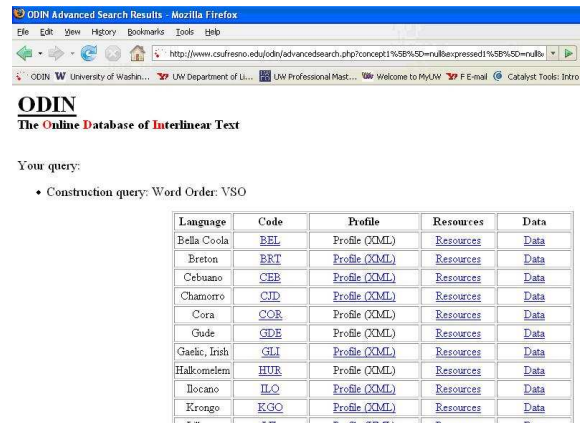 ODIN Advanced Search Results - Mozilla Firefox
File Edit View History Bookmarks Tools Help
http://www.csufresno.edu/odin/advancedsearch.php?concept1%5B%5D=null&expressed1%5B%5D=null&
ODIN University of Washin... UW Department of Li... UW Professional Mast... Welcome to MyUW F E-mail Catalyst Tools: Intro
ODIN
The Online Database of Interlinear Text
Your query:
• Construction query: Word Order: VSO
Language Code Profile Resources Data
Bella Coola BEL Profile (XML) Resources Data
Breton BRT Profile (XML) Resources Data
Cebuano CEB Profile (XML) Resources Data
Chamorro CJD Profile (XML) Resources Data
Cora COR Profile (XML) Resources Data
Gude GDE Profile (XML) Resources Data
Gaelic, Irish GLI Profile (XML) Resources Data
Halkomelem HUR Profile (XML) Resources Data
Ilocano ILO Profile (XML) Resources Data
Krongo KGO Profile (XML) Resources Data